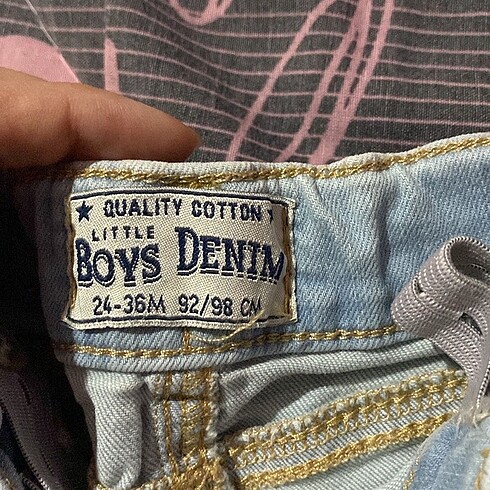 ★ QUALITY COTTON ★
LITTLE
BOYS DENIM
24-36M 92/98 CM